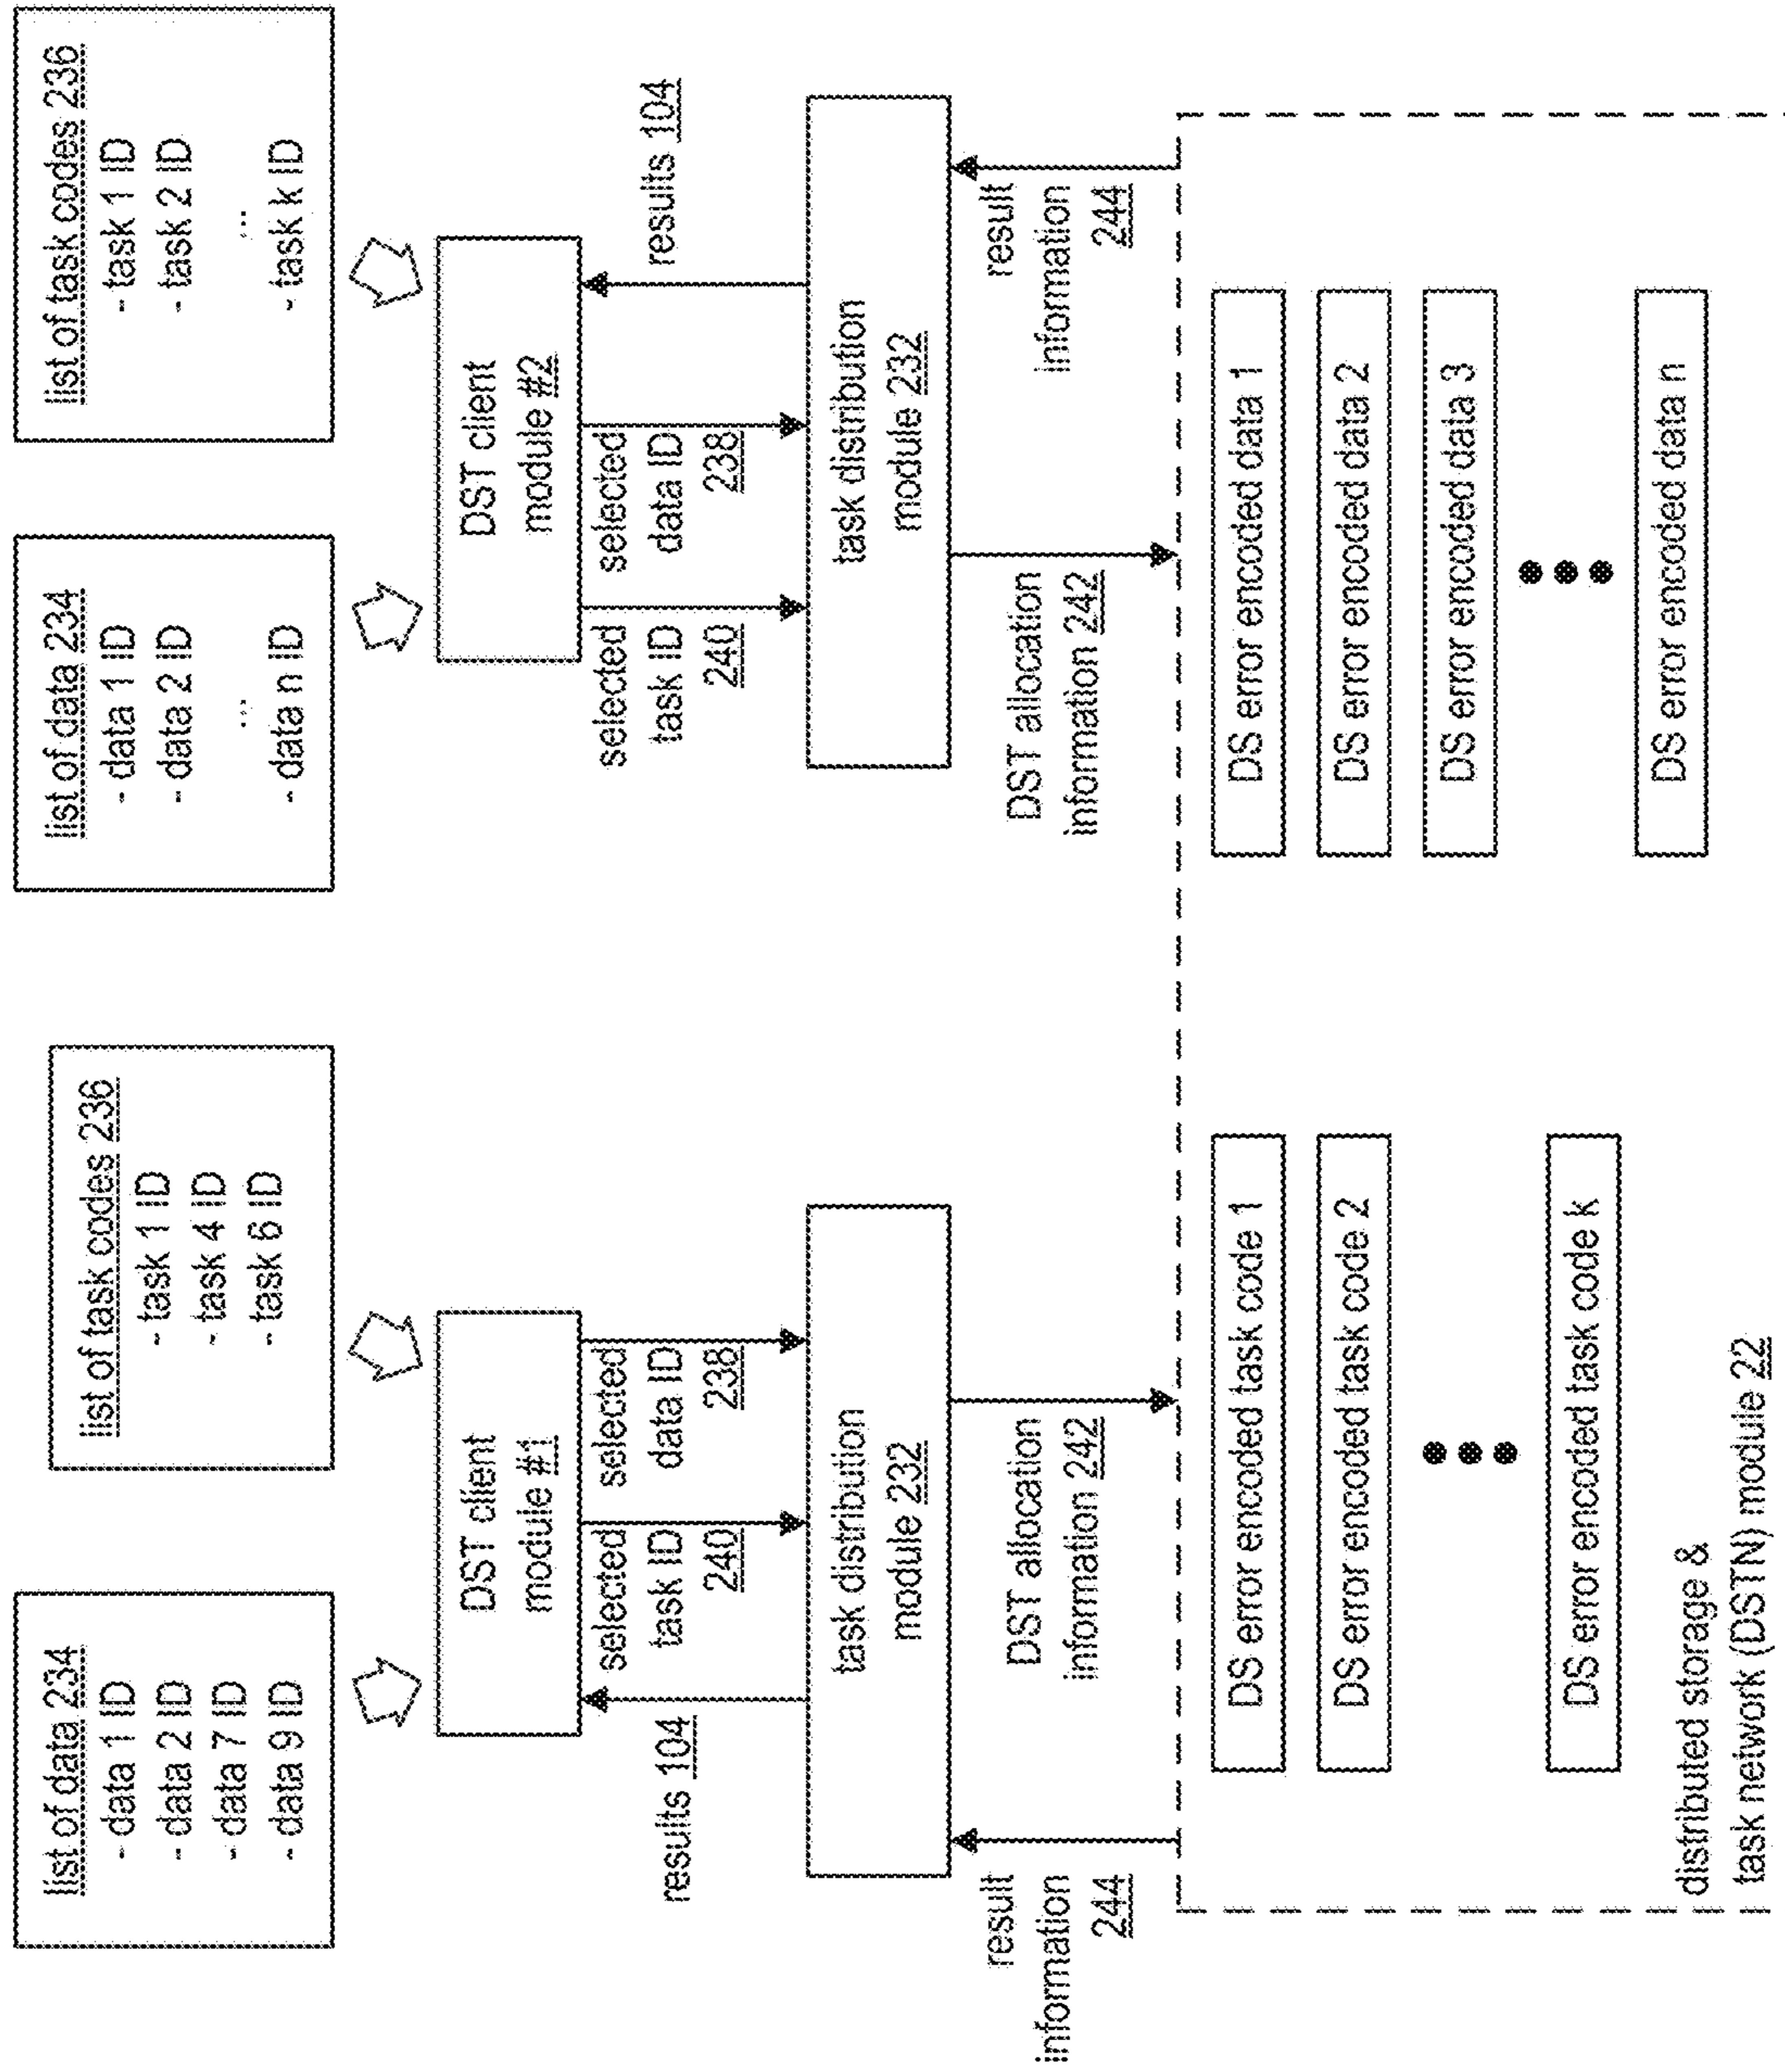 list of data 234
- data 1 ID
- data 2 ID
- data 7 ID
- data 9 ID
list of task codes 236
- task 1 ID
- task 4 ID
- task 6 ID
DST client
module #1
results 104
selected
task ID
240
selected
data ID
238
task distribution
module 232
result
information
244
DST allocation
information 242
DS error encoded task code 1
DS error encoded task code 2
DS error encoded task code k
distributed storage &
task network (DSTN) module 22
list of data 234
- data 1 ID
- data 2 ID
...
- data n ID
list of task codes 236
- task 1 ID
- task 2 ID
...
- task k ID
DST client
module #2
selected
task ID
240
selected
data ID
238
results 104
task distribution
module 232
DST allocation
information 242
result
information
244
DS error encoded data 1
DS error encoded data 2
DS error encoded data 3
DS error encoded data n